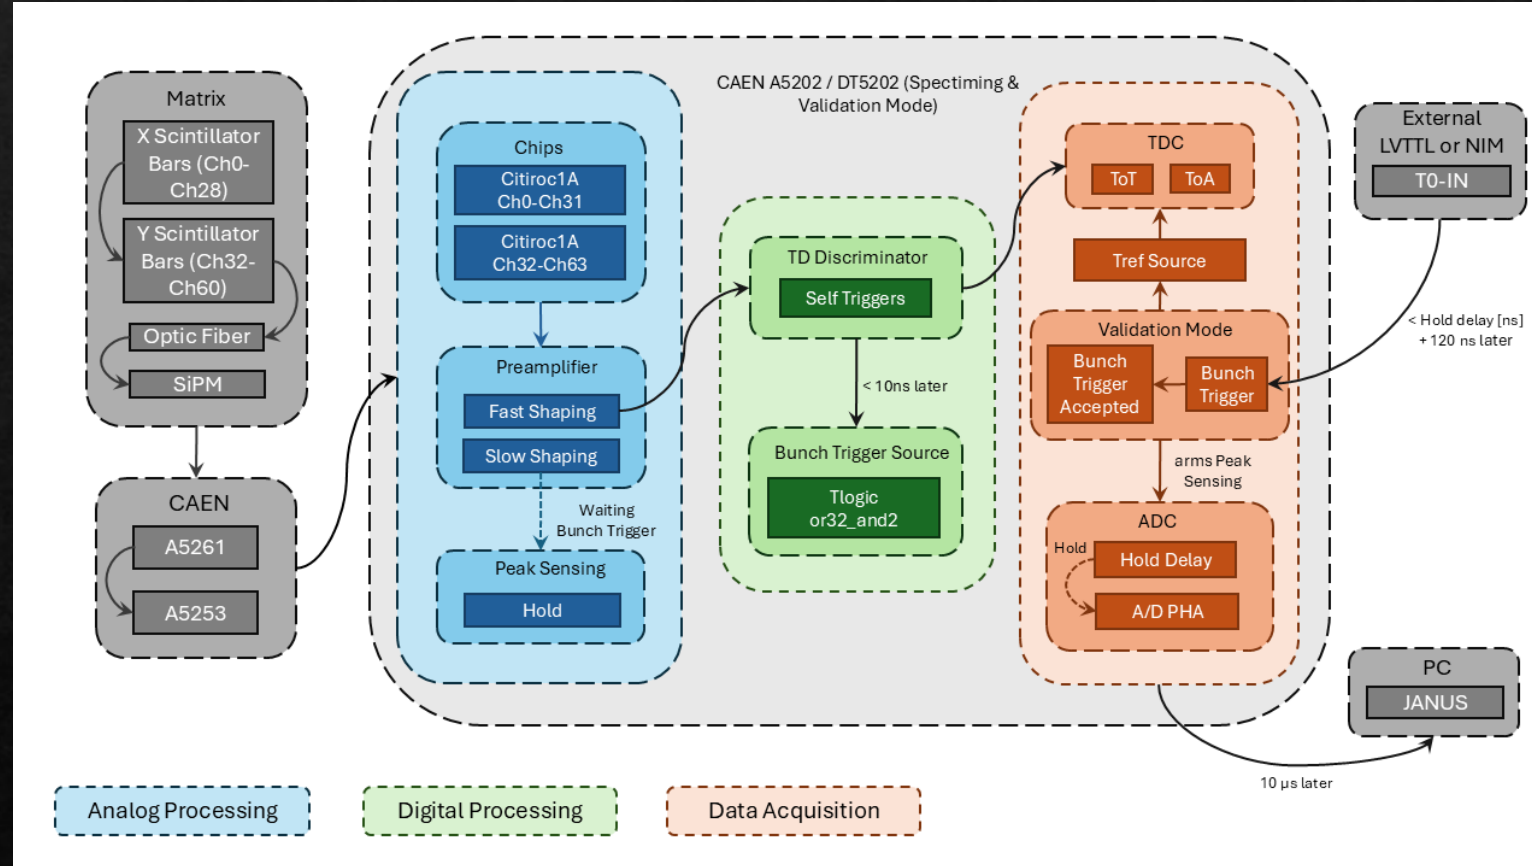 CAEN A5202 / DT5202 (Spectiming &
Validation Mode)
Matrix
X Scintillator
Bars (Ch0-
Ch28)
Y Scintillator
Bars (Ch32-
Ch60)
Optic Fiber
SiPM
CAEN
A5261
A5253
Chips
Citiroc1A
Ch0-Ch31
Citiroc1A
Ch32-Ch63
Preamplifier
Fast Shaping
Slow Shaping
Waiting
Bunch Trigger
Peak Sensing
Hold
TD Discriminator
Self Triggers
< 10ns later
Bunch Trigger Source
Tlogic
or32_and2
TDC
ToT
ToA
Tref Source
Validation Mode
Bunch
Trigger
Accepted
Bunch
Trigger
arms Peak
Sensing
ADC
Hold
Hold Delay
A/D PHA
External
LVTTL or NIM
T0-IN
< Hold delay [ns]
+ 120 ns later
PC
JANUS
10 µs later
Analog Processing
Digital Processing
Data Acquisition